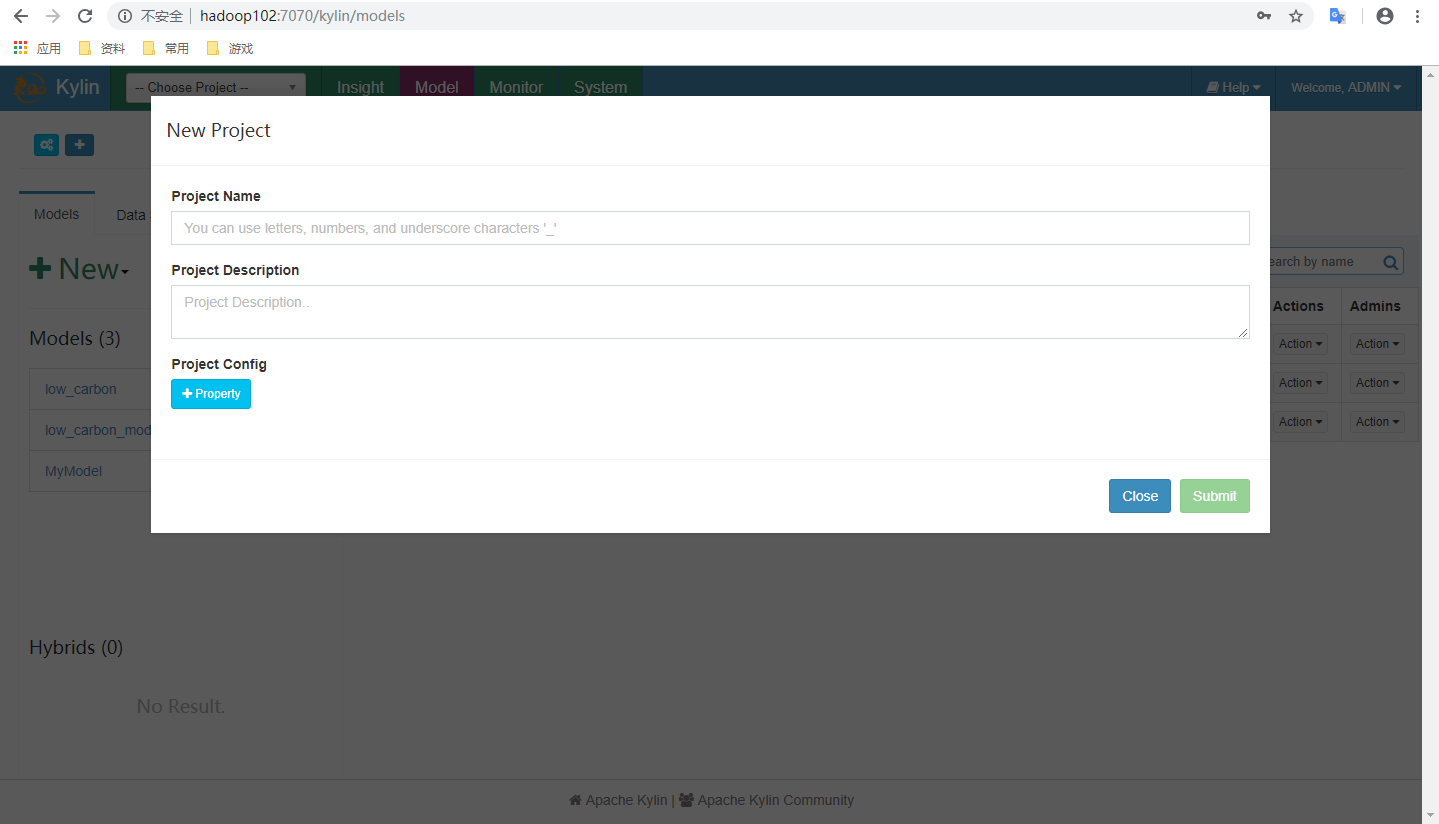 不安全 hadoop102:7070/kylin/models
应用 资料 常用 游戏
Kylin -- Choose Project -- Insight Model Monitor System Help Welcome, ADMIN
New Project
Project Name
You can use letters, numbers, and underscore characters '_'
Project Description
Project Description..
Project Config
Property
Close Submit
Models Data
New
earch by name
Models (3)
low_carbon
low_carbon_mod
MyModel
Actions Admins
Action Action
Action Action
Action Action
Hybrids (0)
No Result.
Apache Kylin | Apache Kylin Community